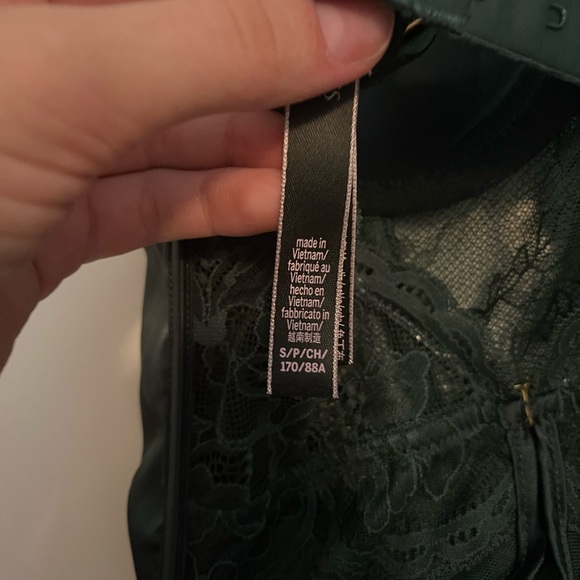 made in
Vietnam/
fabriqué au
Vietnam/
hecho en
Vietnam/
fabbricato in
Vietnam/
越南制造
S/P/CH/
170/88A